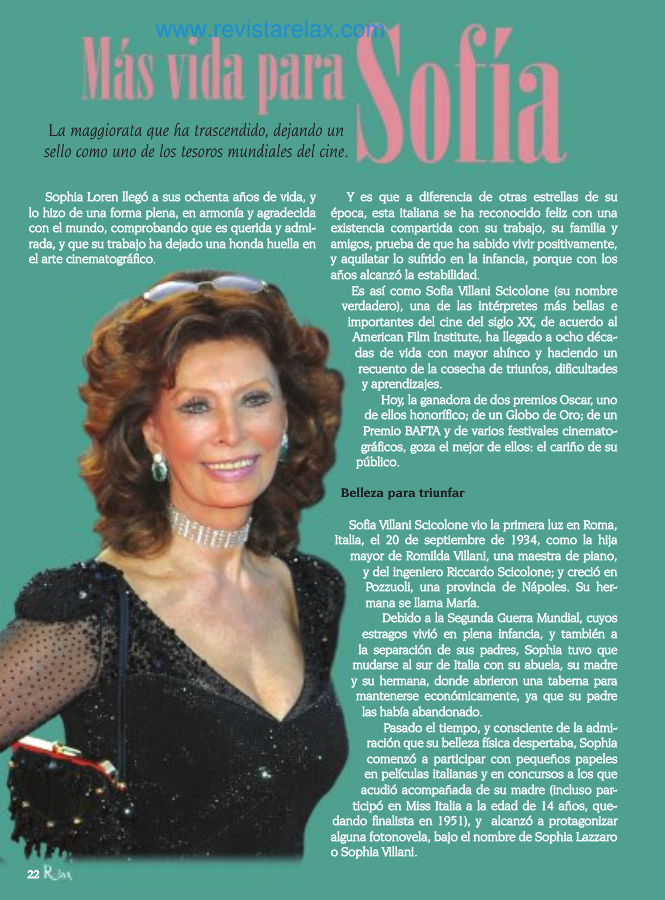 www.revistarelax.com
Más vida para Sofía
La maggiorata que ha trascendido, dejando un
sello como uno de los tesoros mundiales del cine.
Sophia Loren llegó a sus ochenta años de vida, y
lo hizo de una forma plena, en armonía y agradecida
con el mundo, comprobando que es querida y admi-
rada, y que su trabajo ha dejado una honda huella en
el arte cinematográfico.
Y es que a diferencia de otras estrellas de su
época, esta italiana se ha reconocido feliz con una
existencia compartida con su trabajo, su familia y
amigos, prueba de que ha sabido vivir positivamente,
y aquilatar lo sufrido en la infancia, porque con los
años alcanzó la estabilidad.
Es así como Sofia Villani Scicolone (su nombre
verdadero), una de las intérpretes más bellas e
importantes del cine del siglo XX, de acuerdo al
American Film Institute, ha llegado a ocho déca-
das de vida con mayor ahínco y haciendo un
recuento de la cosecha de triunfos, dificultades
y aprendizajes.
Hoy, la ganadora de dos premios Oscar, uno
de ellos honorífico; de un Globo de Oro; de un
Premio BAFTA y de varios festivales cinemato-
gráficos, goza el mejor de ellos: el cariño de su
público.
Belleza para triunfar
Sofia Villani Scicolone vio la primera luz en Roma,
Italia, el 20 de septiembre de 1934, como la hija
mayor de Romilda Villani, una maestra de piano,
y del ingeniero Riccardo Scicolone; y creció en
Pozzuoli, una provincia de Nápoles. Su her-
mana se llama María.
Debido a la Segunda Guerra Mundial, cuyos
estragos vivió en plena infancia, y también a
la separación de sus padres, Sophia tuvo que
mudarse al sur de Italia con su abuela, su madre
y su hermana, donde abrieron una taberna para
mantenerse económicamente, ya que su padre
las había abandonado.
Pasado el tiempo, y consciente de la admi-
ración que su belleza física despertaba, Sophia
comenzó a participar con pequeños papeles
en películas italianas y en concursos a los que
acudió acompañada de su madre (incluso par-
ticipó en Miss Italia a la edad de 14 años, que-
dando finalista en 1951), y alcanzó a protagonizar
alguna fotonovela, bajo el nombre de Sophia Lazzaro
o Sophia Villani.
22 Relax